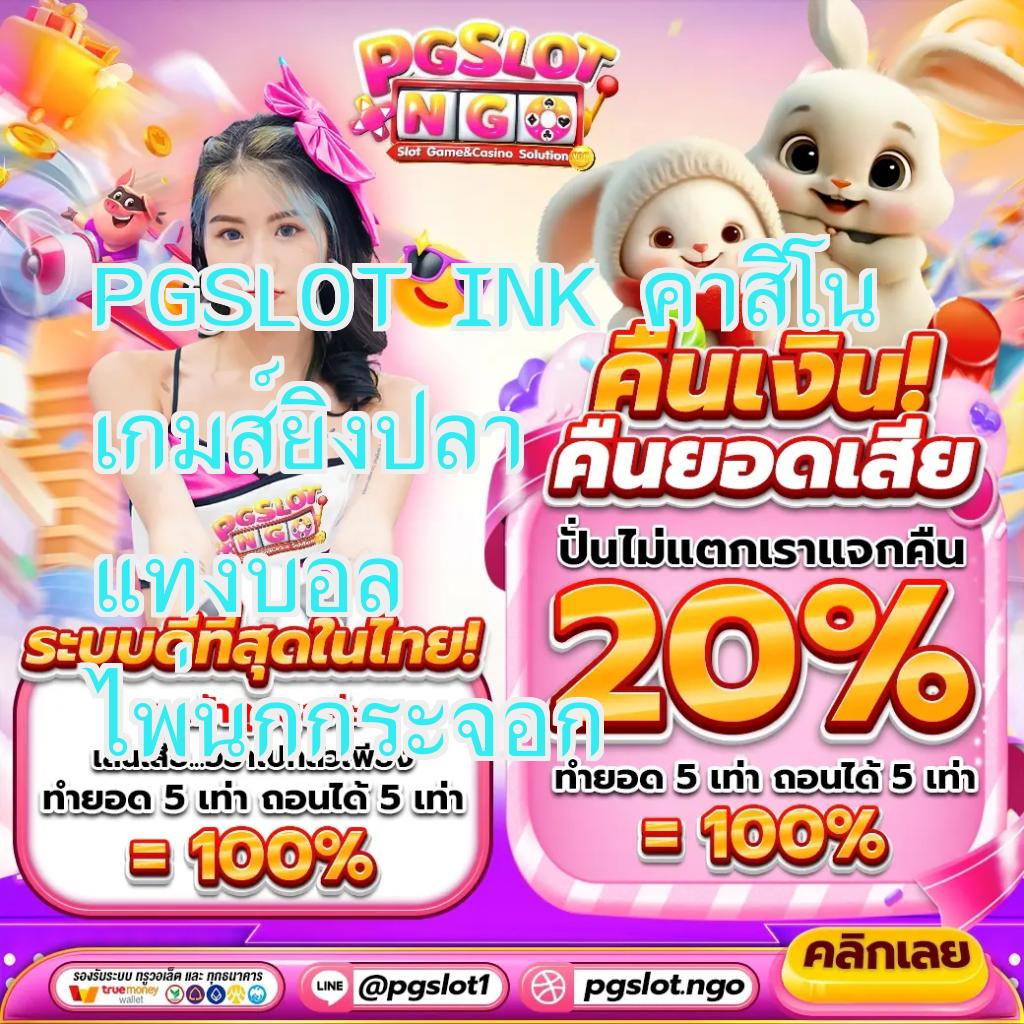 PGSLOT
NGO
Slot Game&Casino Solution
PGSLOT INK คาสิโน
เกมส์ยิงปลา
แทงบอล
ไพ่นกกระจอก
คืนเงิน!
คืนยอดเสีย
ปั่นไม่แตกเราแจกคืน
20%
ทำยอด 5 เท่า ถอนได้ 5 เท่า
= 100%
PGSLOT
NGO
ระบบดีที่สุดในไทย!
ทำยอด 5 เท่า ถอนได้ 5 เท่า
= 100%
คลิกเลย
รองรับระบบ ทรูวอเล็ต และ ทุกธนาคาร
truemoney
wallet
LINE @pgslot1
pgslot.ngo